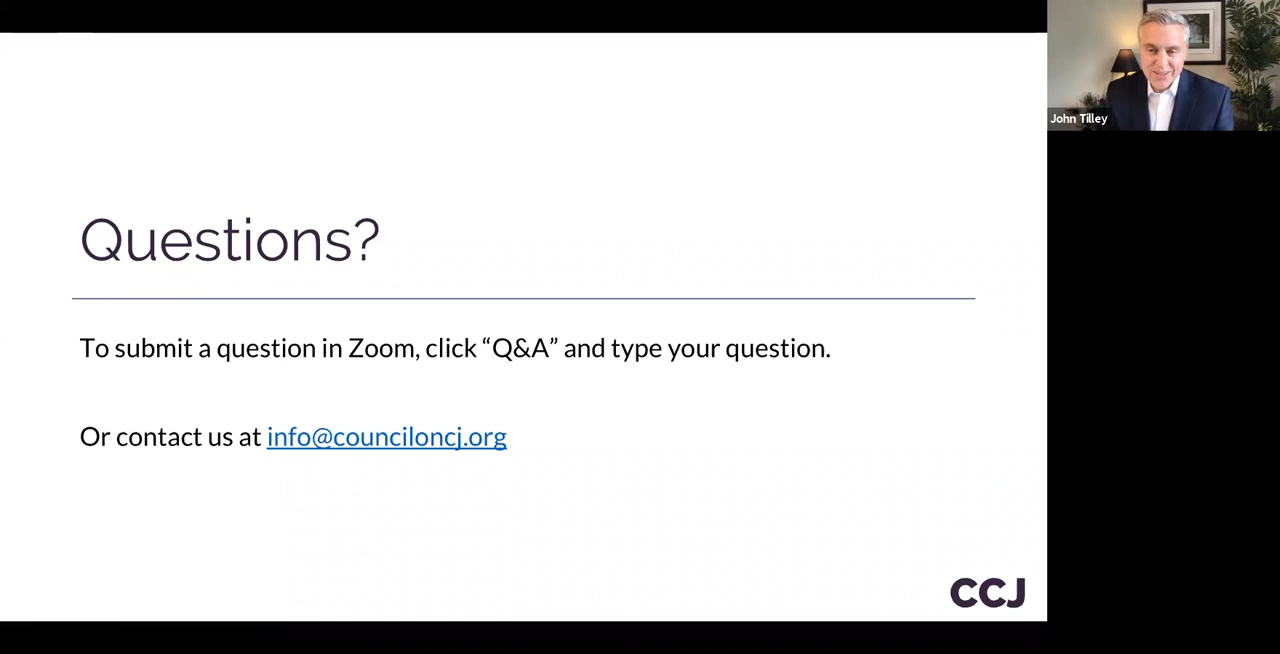 John Tilley
Questions?
To submit a question in Zoom, click “Q&A” and type your question.
Or contact us at info@counciloncj.org
CCJ